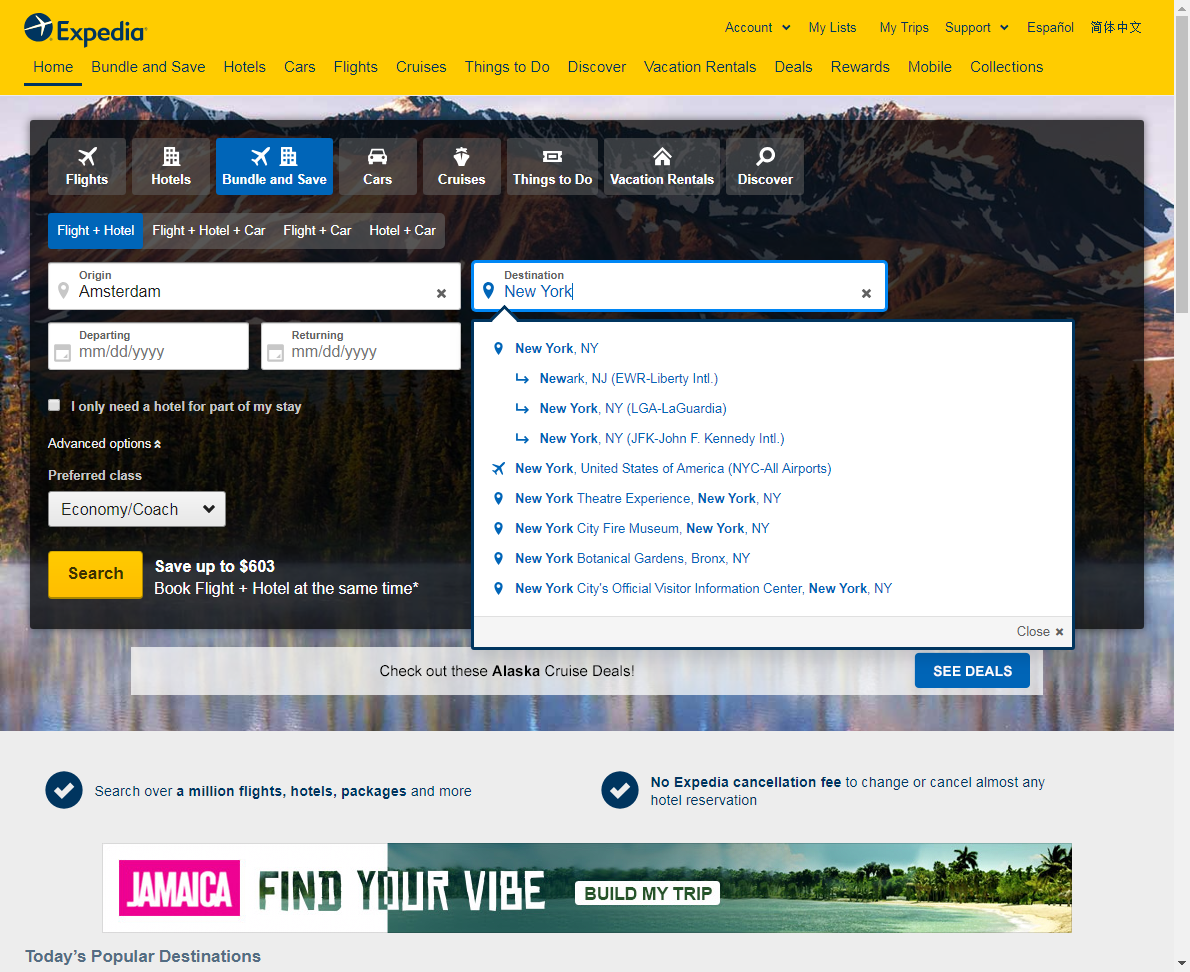 Expedia
Account
My Lists
My Trips
Support
Español
简体中文
Home
Bundle and Save
Hotels
Cars
Flights
Cruises
Things to Do
Discover
Vacation Rentals
Deals
Rewards
Mobile
Collections
Flights
Hotels
Bundle and Save
Cars
Cruises
Things to Do
Vacation Rentals
Discover
Flight + Hotel
Flight + Hotel + Car
Flight + Car
Hotel + Car
Origin
Amsterdam
Destination
New York
Departing
mm/dd/yyyy
Returning
mm/dd/yyyy
New York, NY
Newark, NJ (EWR-Liberty Intl.)
New York, NY (LGA-LaGuardia)
New York, NY (JFK-John F. Kennedy Intl.)
New York, United States of America (NYC-All Airports)
New York Theatre Experience, New York, NY
New York City Fire Museum, New York, NY
New York Botanical Gardens, Bronx, NY
New York City's Official Visitor Information Center, New York, NY
Close
I only need a hotel for part of my stay
Advanced options
Preferred class
Economy/Coach
Search
Save up to $603
Book Flight + Hotel at the same time*
Check out these Alaska Cruise Deals!
SEE DEALS
Search over a million flights, hotels, packages and more
No Expedia cancellation fee to change or cancel almost any
hotel reservation
JAMAICA
FIND YOUR VIBE
BUILD MY TRIP
Today's Popular Destinations